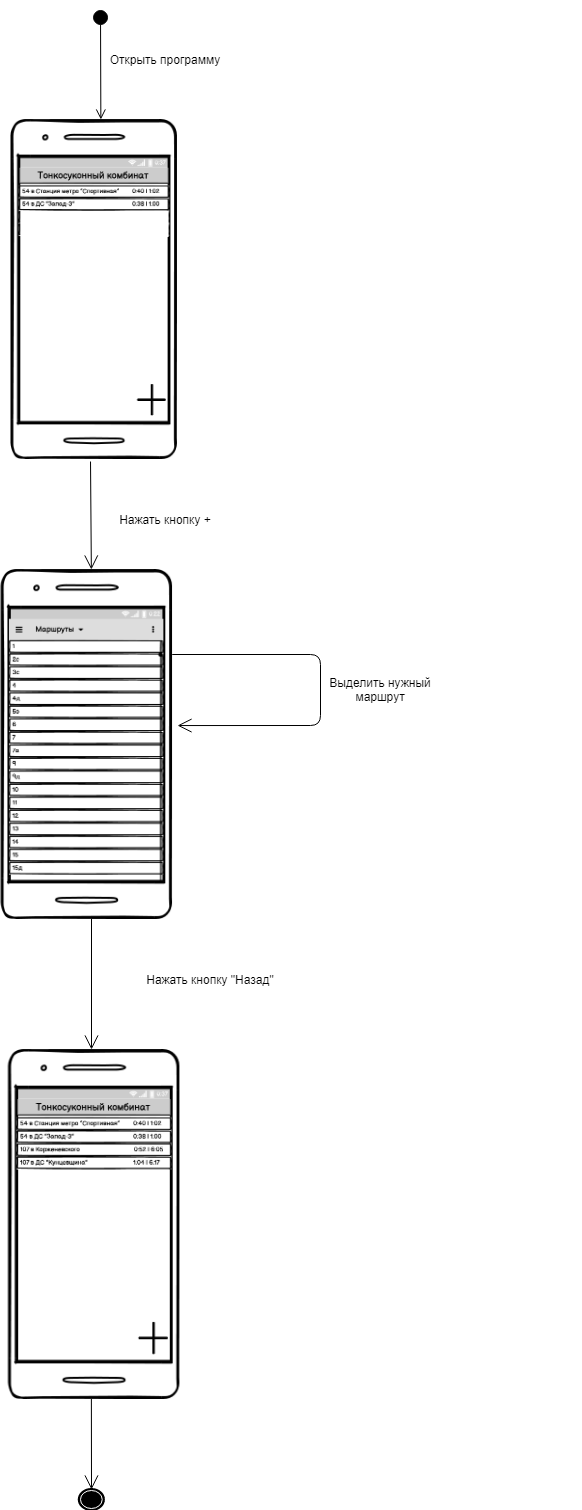 Открыть программу
Тонкосуконный комбинат
54 в Станция метро "Спортивная" 0:40 | 1:02
54 в ДС "Запад-3" 0:38 | 1:00
Нажать кнопку +
Маршруты
1
2с
3с
4
4д
5в
6
7
7в
9
9д
10
11
12
13
14
15
15д
Выделить нужный
маршрут
Нажать кнопку "Назад"
Тонкосуконный комбинат
54 в Станция метро "Спортивная" 0:40 | 1:02
54 в ДС "Запад-3" 0:38 | 1:00
107 в Корженевского 0:52 | 6:05
107 в ДС "Кунцевщина" 1:04 | 6:17